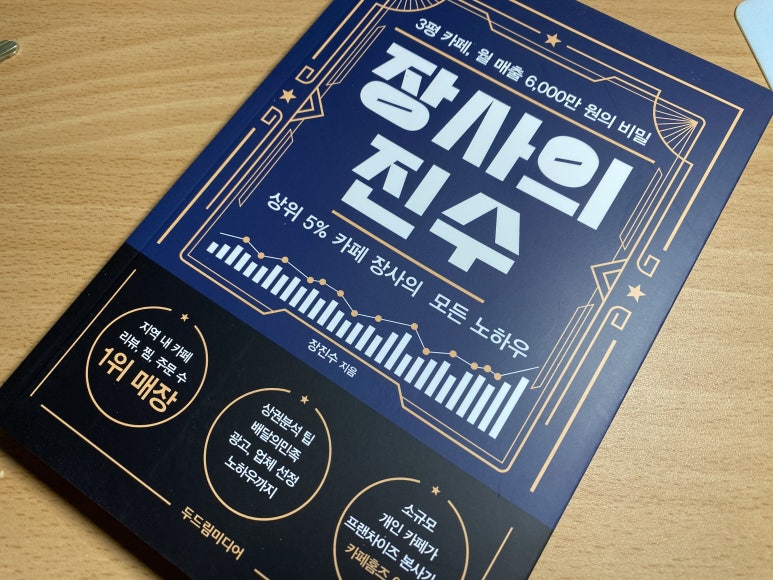 3평 카페, 월 매출 6,000만 원의 비밀
장사의
진수
상위 5% 카페 장사의 모든 노하우
장진수 지음
지역 내 카페
리뷰, 찜, 주문 수
1위 매장
상권분석 팁
배달의민족
광고, 업체 선정
노하우까지
소규모
개인 카페가
프랜차이즈 본사가
카페홈즈
두드림미디어